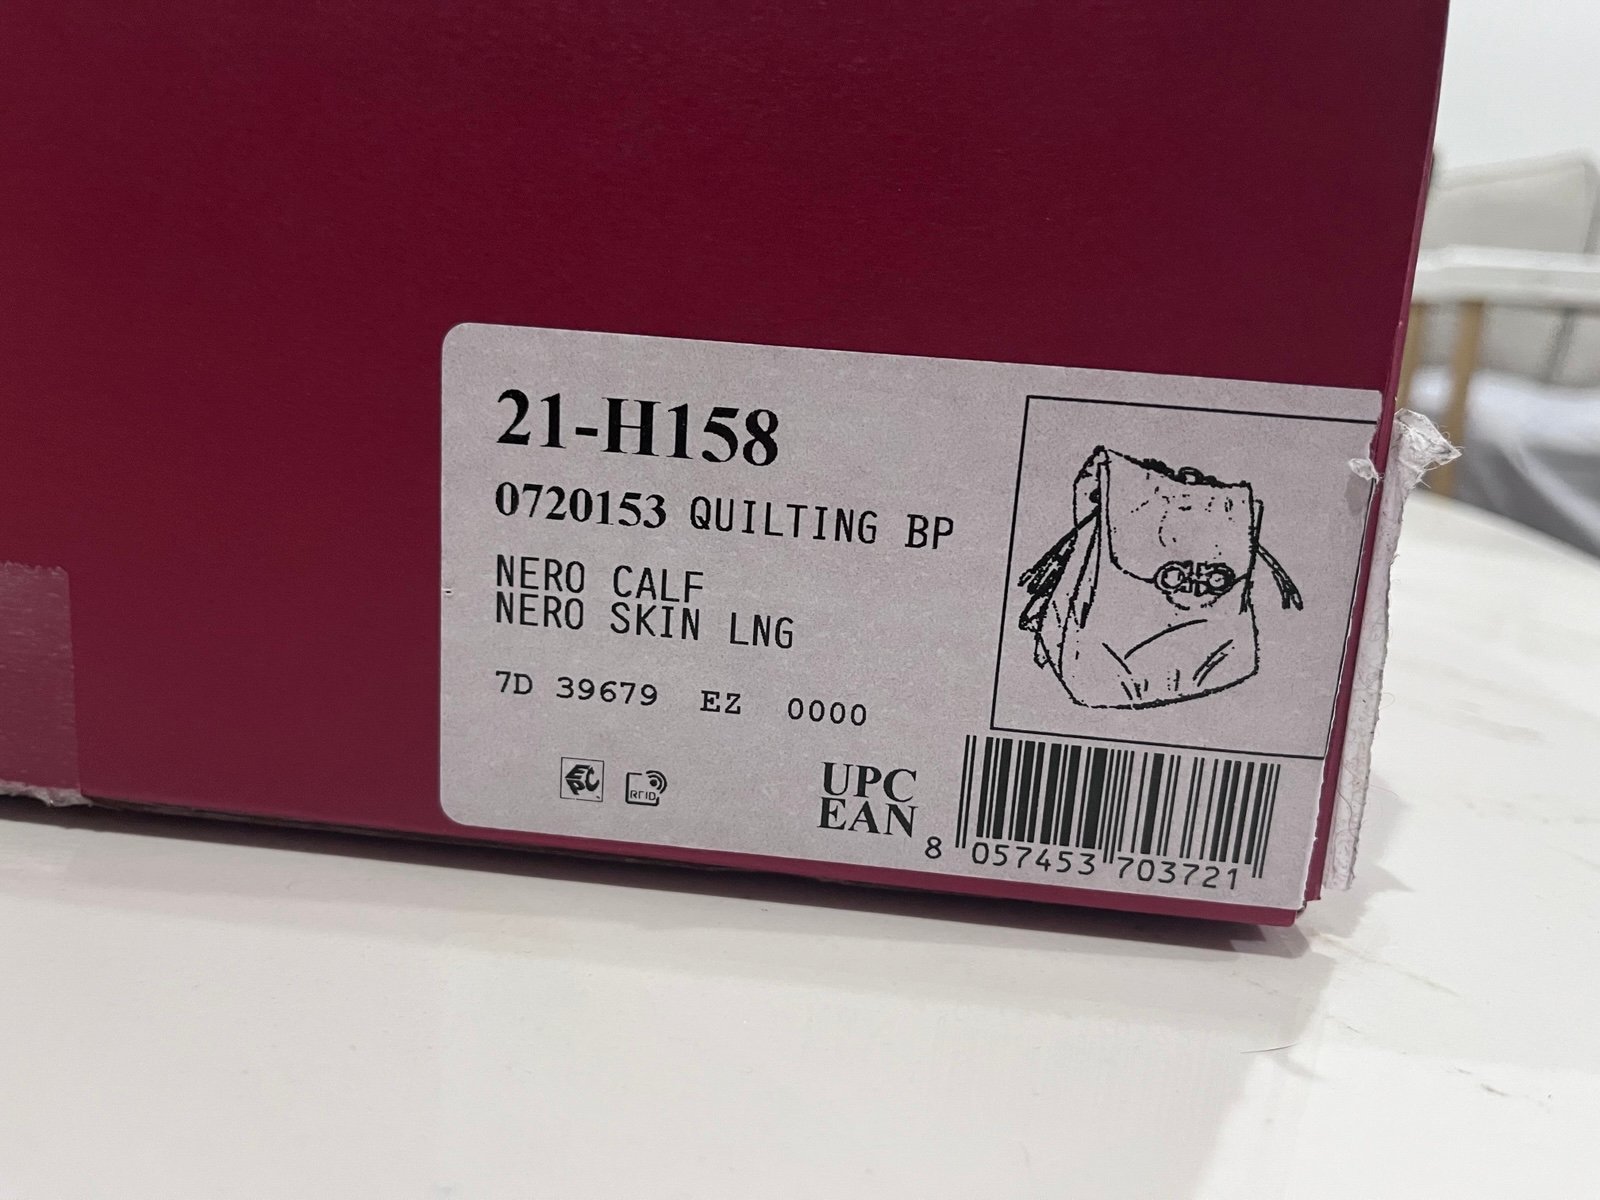 21-H158
0720153 QUILTING BP
NERO CALF
NERO SKIN LNG
7D 39679 EZ 0000
EPC
RFID
UPC
EAN
8 057453 703721